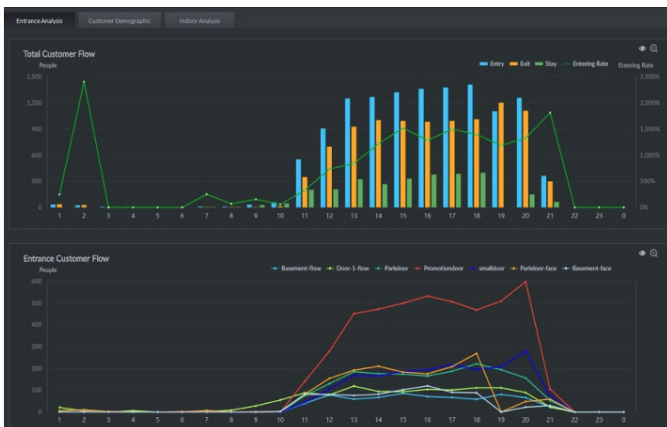 Entrance Analysis Customer Demographic Indoor Analysis
Total Customer Flow
People Entry Exit Stay Entering Rate Entering Rate
1,500 2,500%
1,200 2,000%
900 1,500%
600 1,000%
300 500%
0 0%
1 2 3 4 5 6 7 8 9 10 11 12 13 14 15 16 17 18 19 20 21 22 23 0
Entrance Customer Flow
People Basement-flow Door-1-flow Parkdoor Promotionsdoor smalldoor Parkdoor-face Basement-face
600
500
400
300
200
100
0
1 2 3 4 5 6 7 8 9 10 11 12 13 14 15 16 17 18 19 20 21 22 23 0